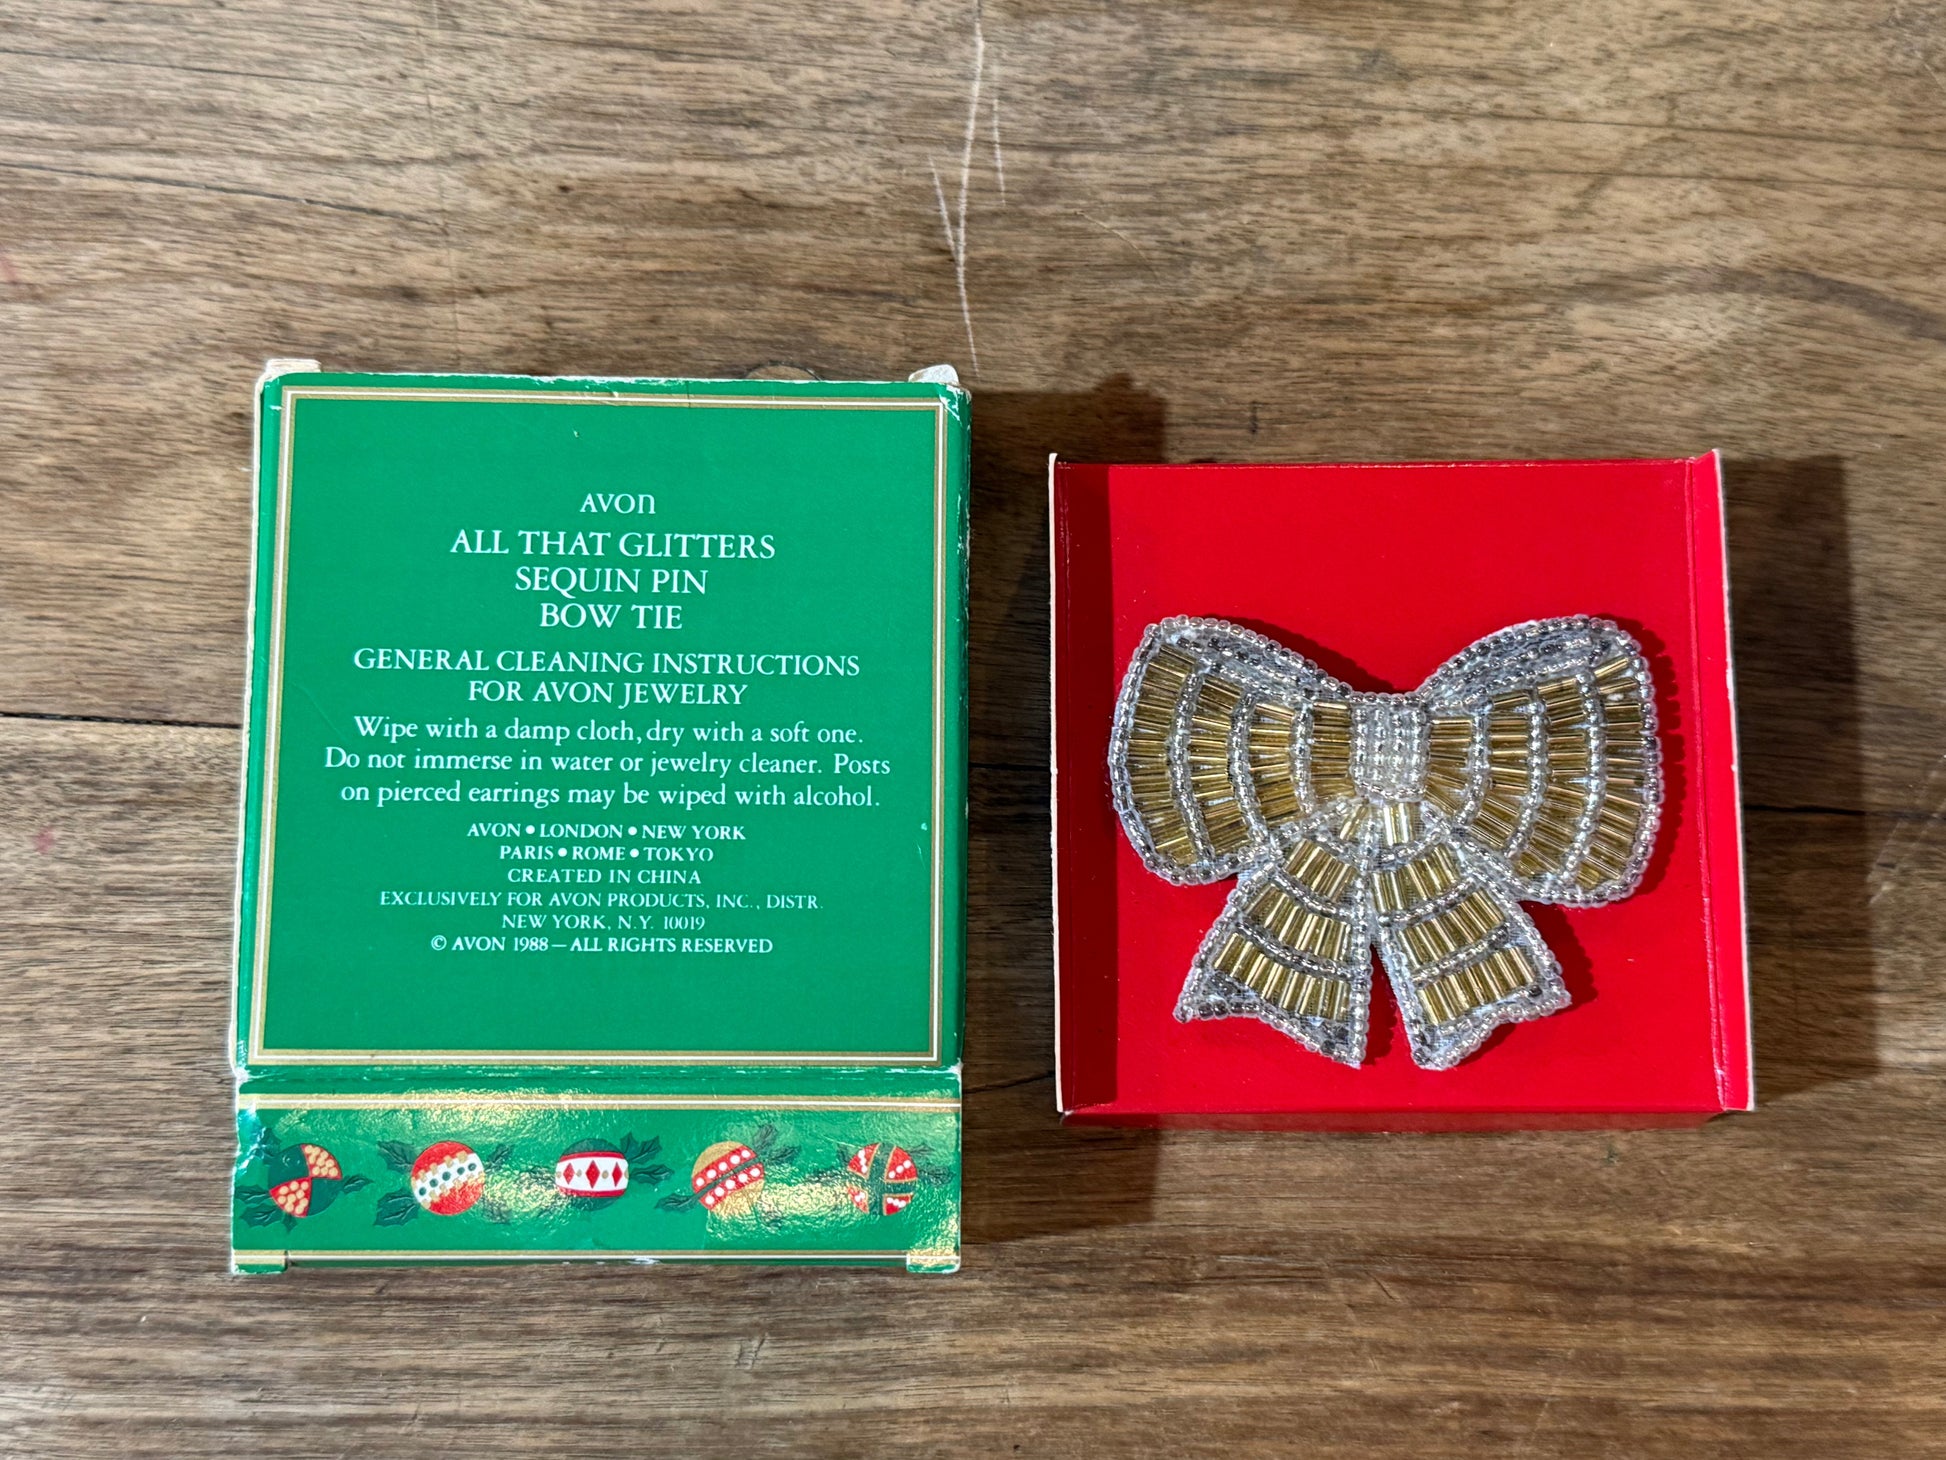 AVON
ALL THAT GLITTERS
SEQUIN PIN
BOW TIE
GENERAL CLEANING INSTRUCTIONS
FOR AVON JEWELRY
Wipe with a damp cloth, dry with a soft one.
Do not immerse in water or jewelry cleaner. Posts
on pierced earrings may be wiped with alcohol.
AVON • LONDON • NEW YORK
PARIS • ROME • TOKYO
CREATED IN CHINA
EXCLUSIVELY FOR AVON PRODUCTS, INC., DISTR.
NEW YORK, N.Y. 10019
© AVON 1988 — ALL RIGHTS RESERVED